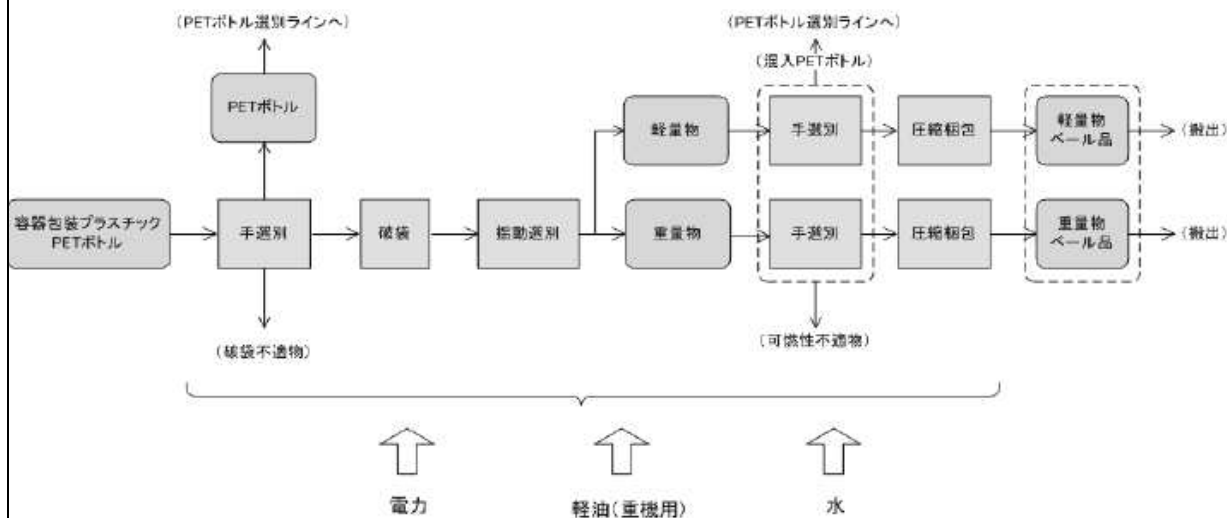 (PETボトル選別ラインへ)
(PETボトル選別ラインへ)
(混入PETボトル)
PETボトル
軽量物
手選別
圧縮梱包
軽量物
ベール品
(搬出)
容器包装プラスチック
PETボトル
手選別
破袋
揺動選別
重量物
手選別
圧縮梱包
重量物
ベール品
(搬出)
(破袋不適物)
(可燃性不適物)
電力
軽油(重機用)
水